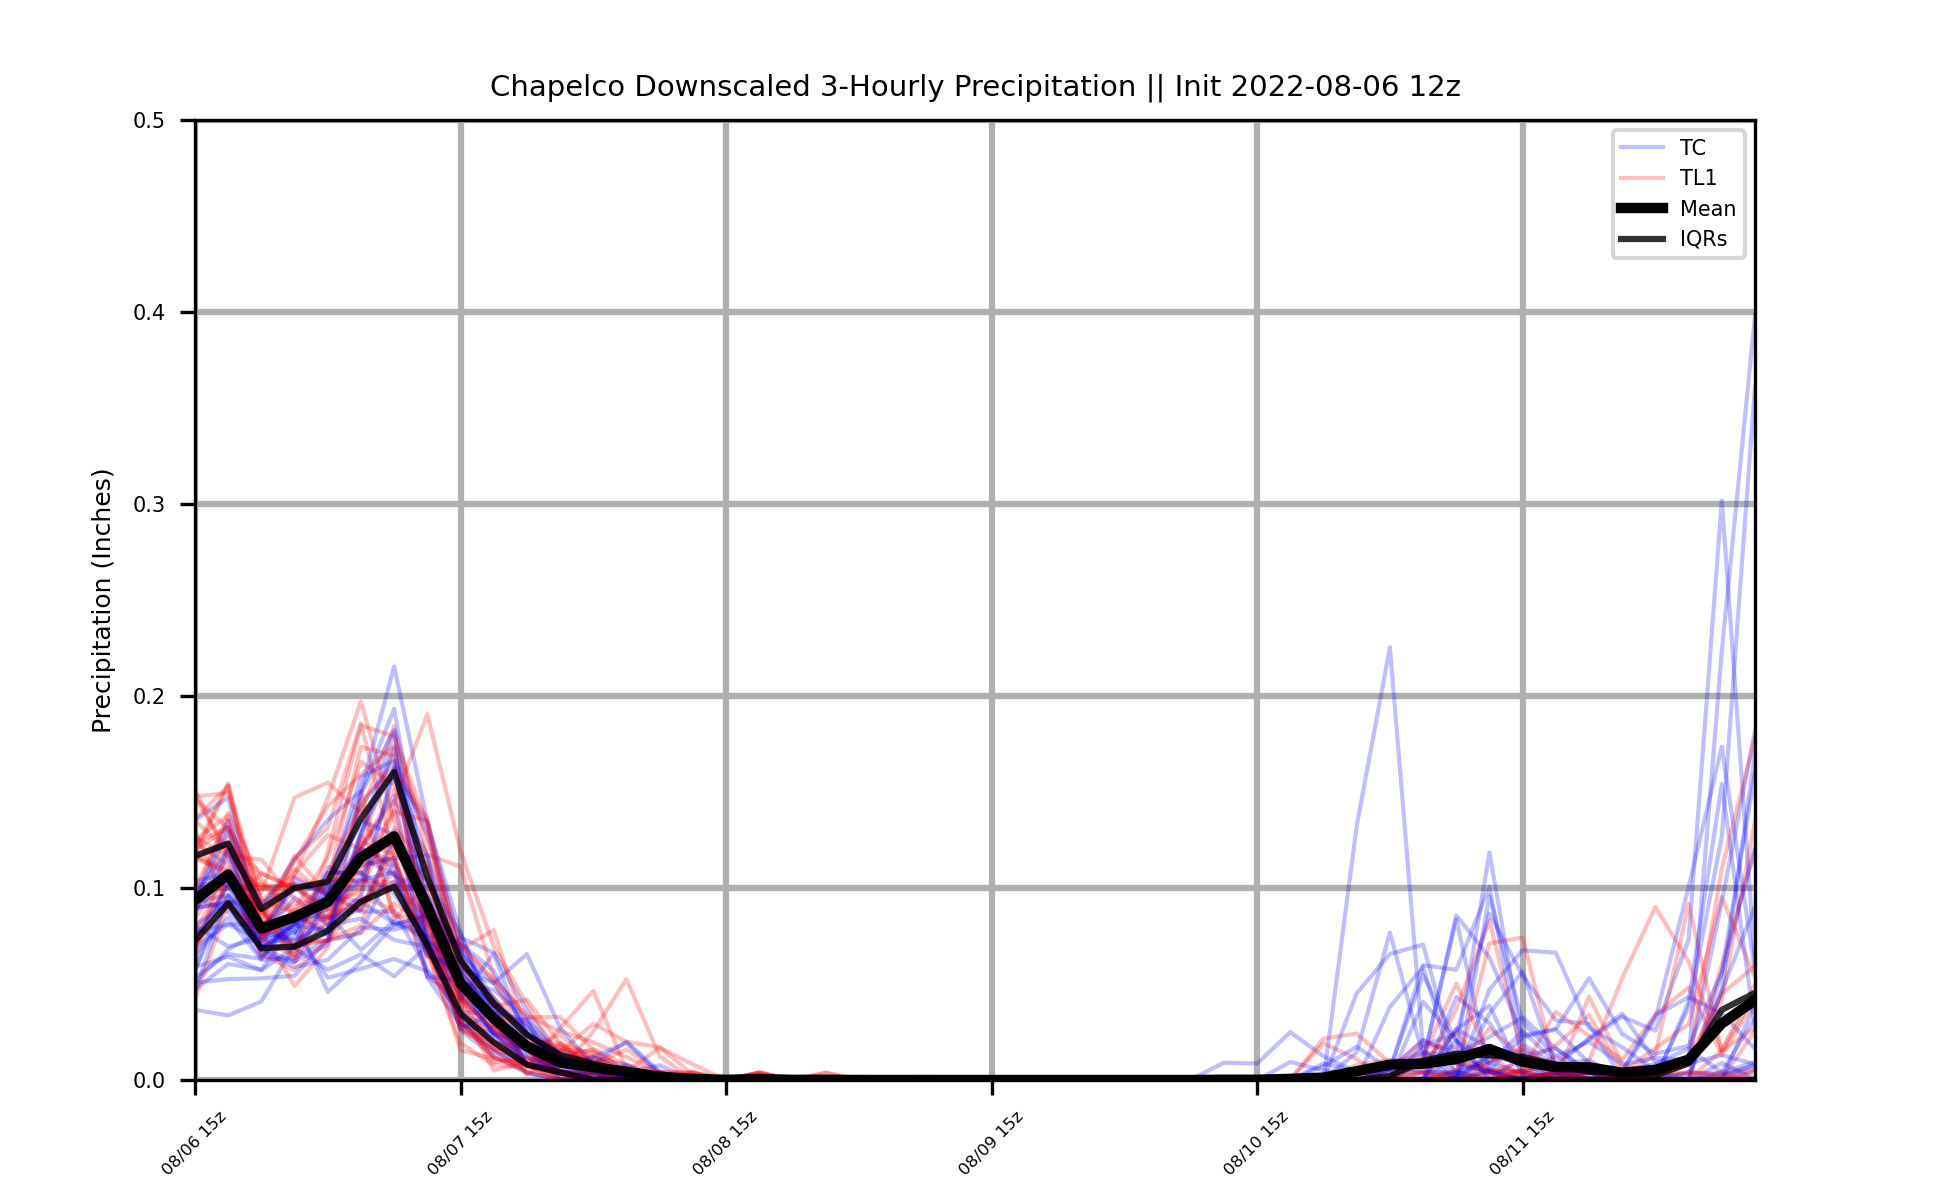 Chapelco Downscaled 3-Hourly Precipitation || Init 2022-08-06 12z
TC
TL1
Mean
IQRs
Precipitation (Inches)
0.5
0.4
0.3
0.2
0.1
0.0
08/06 15z
08/07 15z
08/08 15z
08/09 15z
08/10 15z
08/11 15z